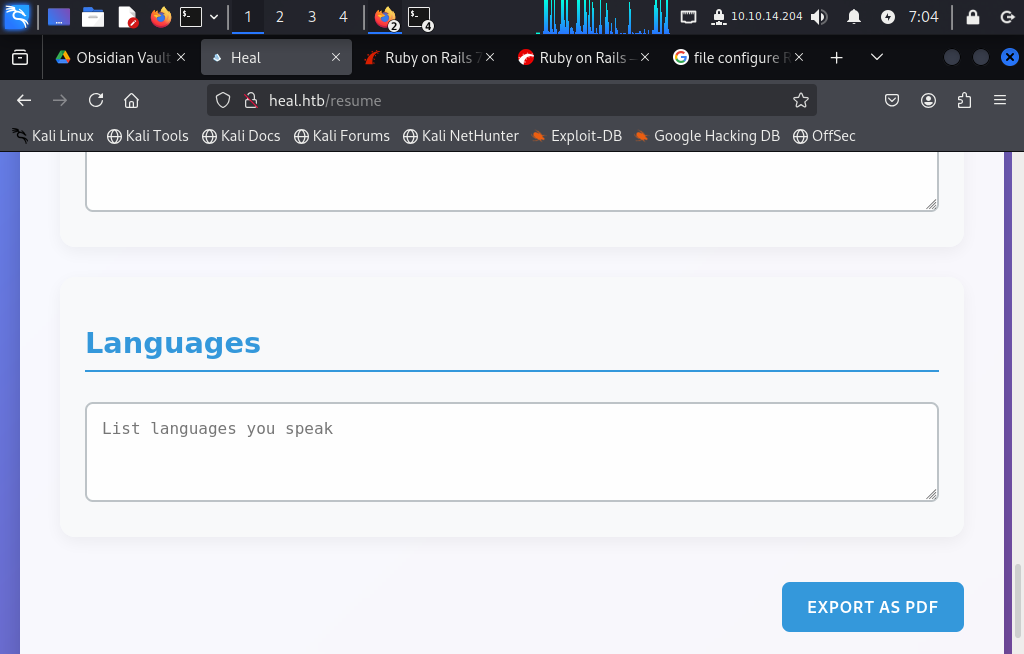 1 2 3 4 2 4 10.10.14.204 7:04
Obsidian Vault Heal Ruby on Rails 7 Ruby on Rails - file configure R
heal.htb/resume
Kali Linux Kali Tools Kali Docs Kali Forums Kali NetHunter Exploit-DB Google Hacking DB OffSec
Languages
List languages you speak
EXPORT AS PDF